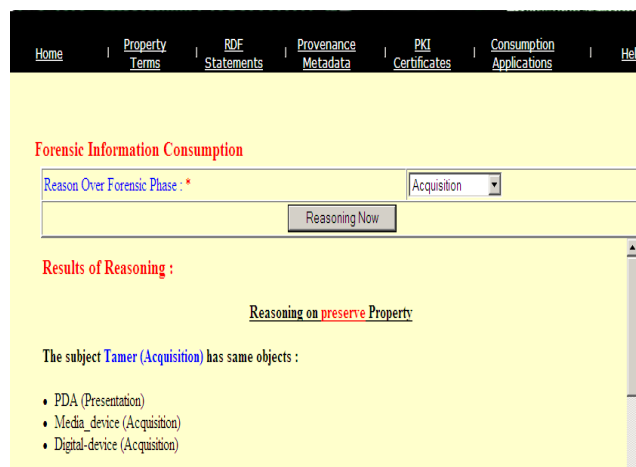 Home | Property Terms | RDF Statements | Provenance Metadata | PKI Certificates | Consumption Applications |
Forensic Information Consumption
Reason Over Forensic Phase : * Acquisition
Reasoning Now
Results of Reasoning :
Reasoning on preserve Property
The subject Tamer (Acquisition) has same objects :
• PDA (Presentation)
• Media_device (Acquisition)
• Digital-device (Acquisition)